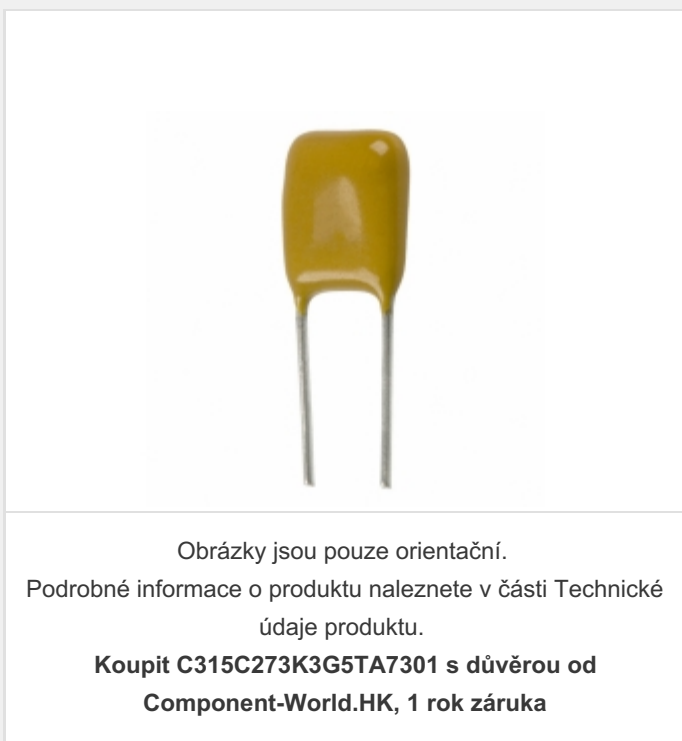 Obrázky jsou pouze orientační.
Podrobné informace o produktu naleznete v části Technické
údaje produktu.
Koupit C315C273K3G5TA7301 s důvěrou od
Component-World.HK, 1 rok záruka